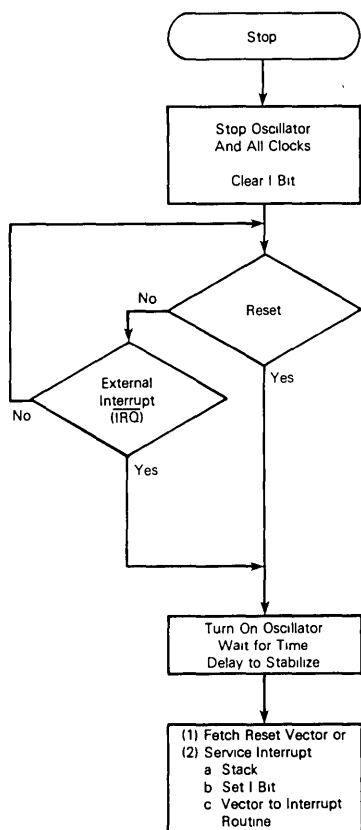 Stop
Stop Oscillator
And All Clocks
Clear I Bit
Reset
No
Yes
External
Interrupt
(IRQ)
No
Yes
Turn On Oscillator
Wait for Time
Delay to Stabilize
(1) Fetch Reset Vector or
(2) Service Interrupt
a Stack
b Set I Bit
c Vector to Interrupt
Routine